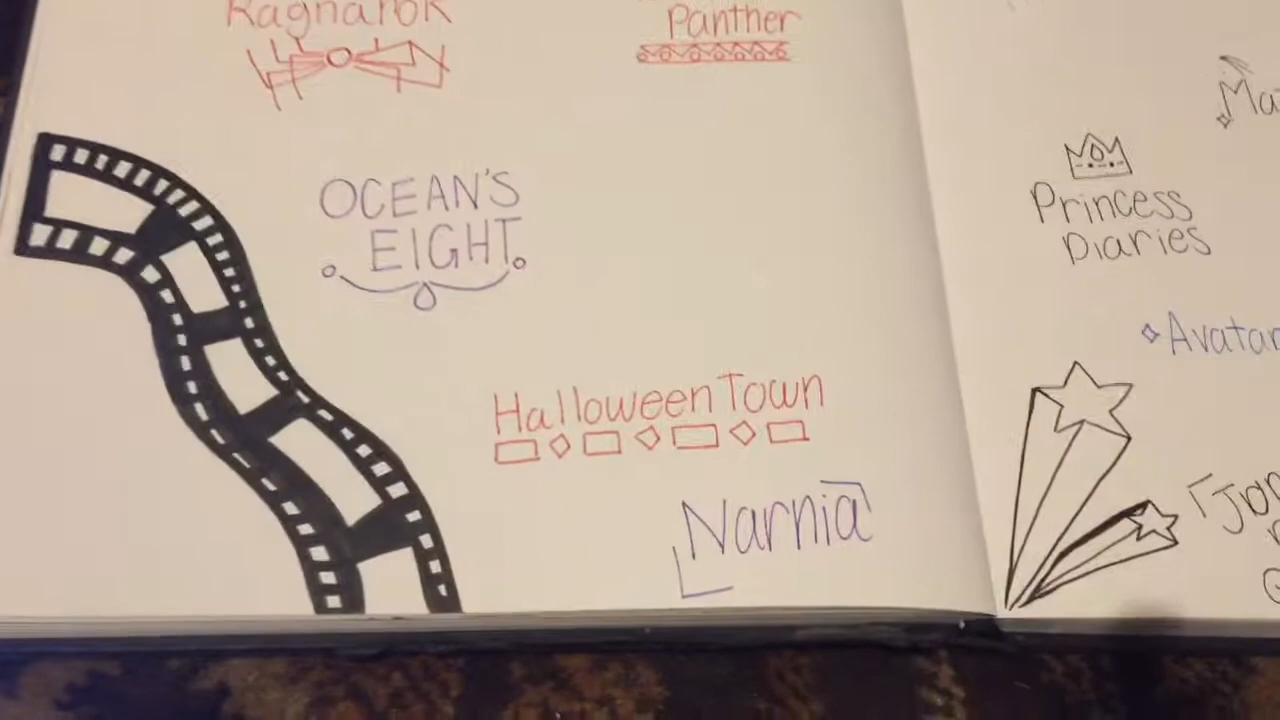 Ragnarok
Panther
OCEAN'S
EIGHT
HalloweenTown
Narnia
Princess
Diaries
Avatar